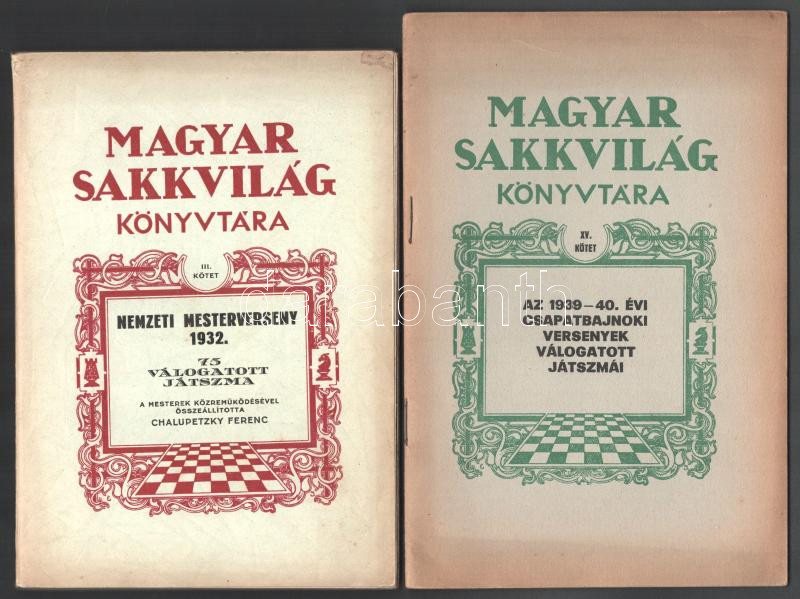 MAGYAR
SAKKVILÁG
KÖNYVTÁRA
III.
KÖTET
NEMZETI MESTERVERSENY
1932.
75
VÁLOGATOTT
JÁTSZMA
A MESTEREK KÖZREMŰKÖDÉSÉVEL
ÖSSZEÁLLÍTOTTA
CHALUPETZKY FERENC
MAGYAR
SAKKVILÁG
KÖNYVTÁRA
XV.
KÖTET
AZ 1939–40. ÉVI
CSAPATBAJNOKI
VERSENYEK
VÁLOGATOTT
JÁTSZMÁI
darabanth